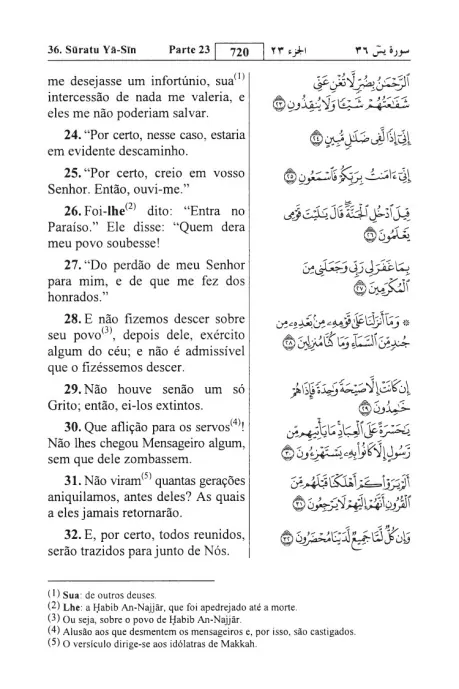 36. Sūratu Yā-Sīn Parte 23 720 الجزء ٢٣ سورة يس ٣٦
me desejasse um infortúnio, sua(1)
intercessão de nada me valeria, e
eles me não poderiam salvar.
24. “Por certo, nesse caso, estaria
em evidente descaminho.
25. “Por certo, creio em vosso
Senhor. Então, ouvi-me.”
26. Foi-lhe(2) dito: “Entra no
Paraíso.” Ele disse: “Quem dera
meu povo soubesse!
27. “Do perdão de meu Senhor
para mim, e de que me fez dos
honrados.”
28. E não fizemos descer sobre
seu povo(3), depois dele, exército
algum do céu; e não é admissível
que o fizéssemos descer.
29. Não houve senão um só
Grito; então, ei-los extintos.
30. Que aflição para os servos(4)!
Não lhes chegou Mensageiro algum,
sem que dele zombassem.
31. Não viram(5) quantas gerações
aniquilamos, antes deles? As quais
a eles jamais retornarão.
32. E, por certo, todos reunidos,
serão trazidos para junto de Nós.
ٱلرَّحْمَٰنُ بِضُرٍّ لَّا تُغْنِ عَنِّي
شَفَٰعَتُهُمْ شَيْـًٔا وَلَا يُنقِذُونِ ٢٣
إِنِّيٓ إِذًا لَّفِي ضَلَٰلٍ مُّبِينٍ ٢٤
إِنِّيٓ ءَامَنتُ بِرَبِّكُمْ فَٱسْمَعُونِ ٢٥
قِيلَ ٱدْخُلِ ٱلْجَنَّةَ قَالَ يَٰلَيْتَ قَوْمِي
يَعْلَمُونَ ٢٦
بِمَا غَفَرَ لِي رَبِّي وَجَعَلَنِي مِنَ
ٱلْمُكْرَمِينَ ٢٧
* وَمَآ أَنزَلْنَا عَلَىٰ قَوْمِهِۦ مِنۢ بَعْدِهِۦ مِن
جُندٍ مِّنَ ٱلسَّمَآءِ وَمَا كُنَّا مُنزِلِينَ ٢٨
إِن كَانَتْ إِلَّا صَيْحَةً وَٰحِدَةً فَإِذَا هُمْ
خَٰمِدُونَ ٢٩
يَٰحَسْرَةً عَلَى ٱلْعِبَادِ مَا يَأْتِيهِم مِّن
رَّسُولٍ إِلَّا كَانُوا۟ بِهِۦ يَسْتَهْزِءُونَ ٣٠
أَلَمْ يَرَوْا۟ كَمْ أَهْلَكْنَا قَبْلَهُم مِّنَ
ٱلْقُرُونِ أَنَّهُمْ إِلَيْهِمْ لَا يَرْجِعُونَ ٣١
وَإِن كُلٌّ لَّمَّا جَمِيعٌ لَّدَيْنَا مُحْضَرُونَ ٣٢
(1) Sua: de outros deuses.
(2) Lhe: a Ḥabib An-Najjār, que foi apedrejado até a morte.
(3) Ou seja, sobre o povo de Ḥabib An-Najjār.
(4) Alusão aos que desmentem os mensageiros e, por isso, são castigados.
(5) O versículo dirige-se aos idólatras de Makkah.